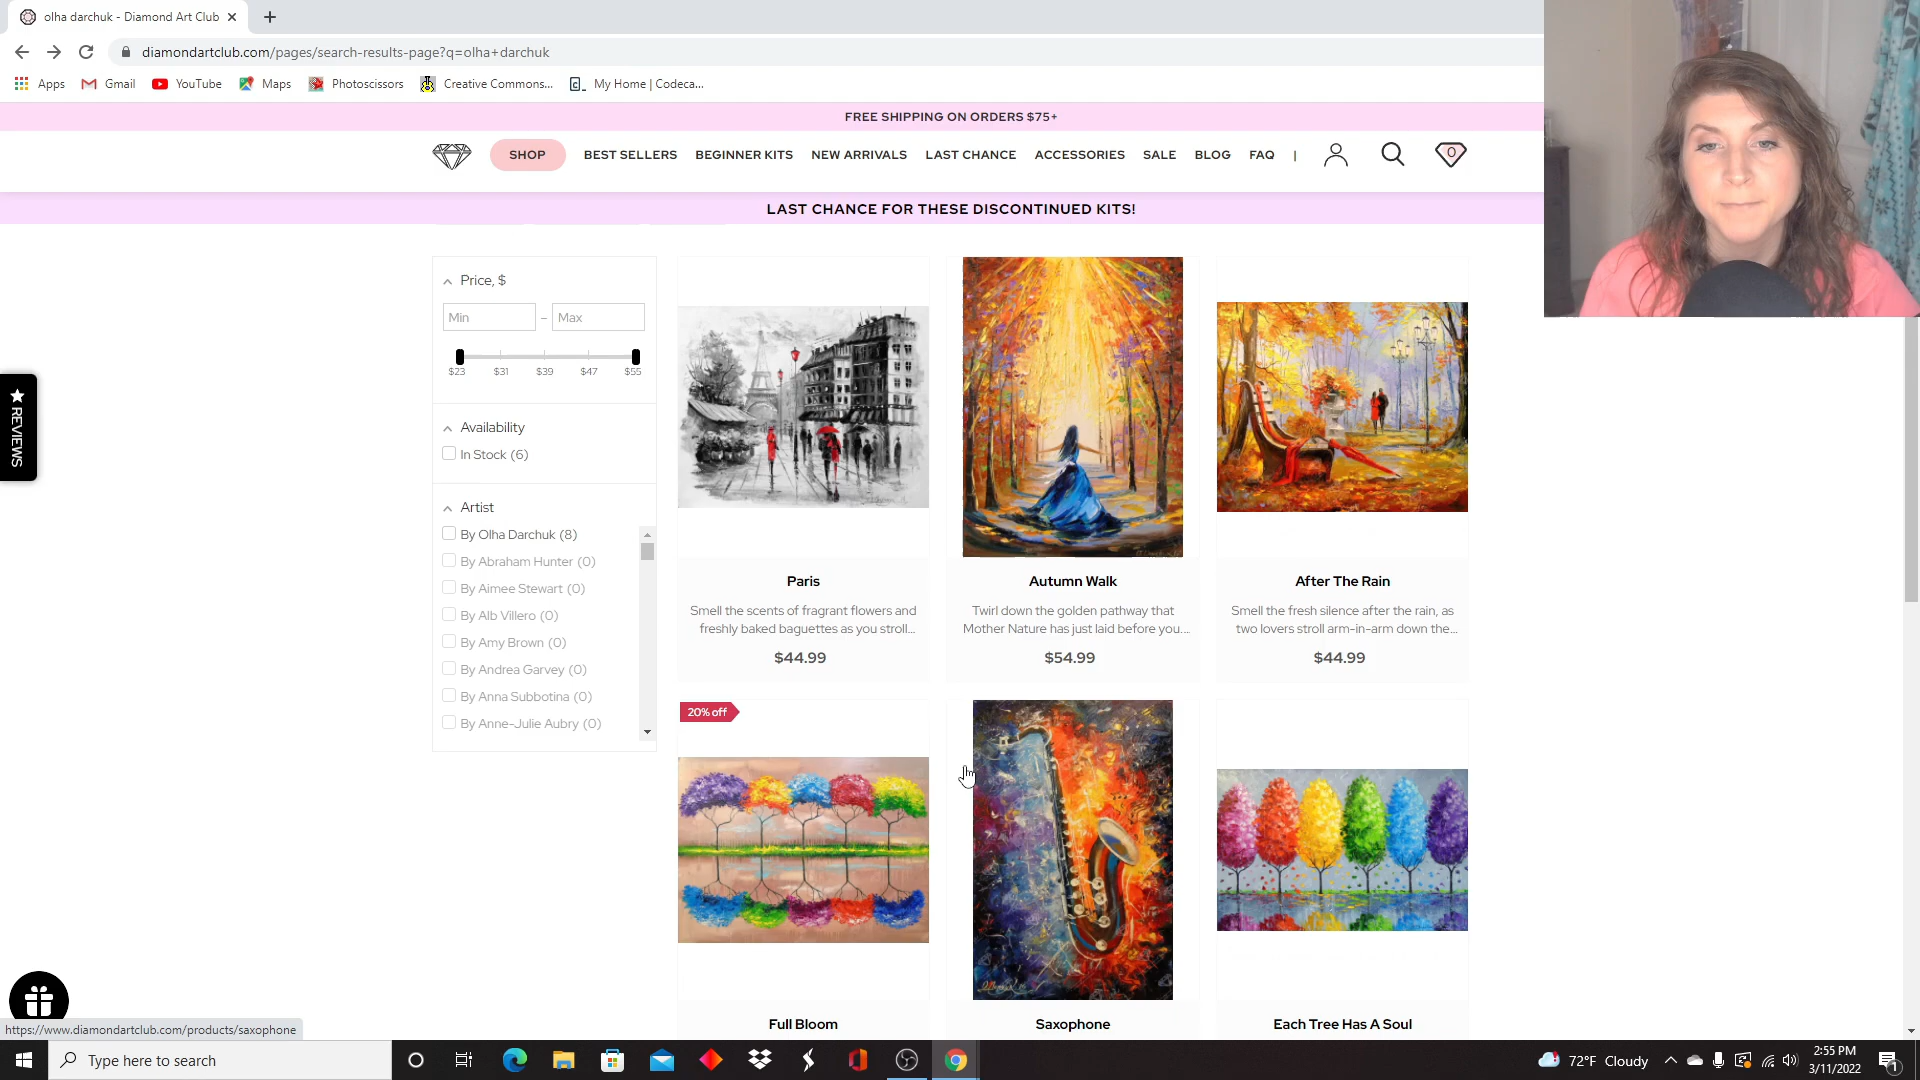 olha darchuk - Diamond Art Club
diamondartclub.com/pages/search-results-page?q=olha+darchuk
Apps Gmail YouTube Maps Photoscissors Creative Commons... My Home | Codeca...
FREE SHIPPING ON ORDERS $75+
SHOP BEST SELLERS BEGINNER KITS NEW ARRIVALS LAST CHANCE ACCESSORIES SALE BLOG FAQ | 0
LAST CHANCE FOR THESE DISCONTINUED KITS!
Price, $
Min – Max
$23 $31 $39 $47 $55
Availability
In Stock (6)
Artist
By Olha Darchuk (8)
By Abraham Hunter (0)
By Aimee Stewart (0)
By Alb Villero (0)
By Amy Brown (0)
By Andrea Garvey (0)
By Anna Subbotina (0)
By Anne-Julie Aubry (0)
★ REVIEWS
Paris
Smell the scents of fragrant flowers and
freshly baked baguettes as you stroll...
$44.99
Autumn Walk
Twirl down the golden pathway that
Mother Nature has just laid before you...
$54.99
After The Rain
Smell the fresh silence after the rain, as
two lovers stroll arm-in-arm down the...
$44.99
20% off
Full Bloom
Saxophone
Each Tree Has A Soul
https://www.diamondartclub.com/products/saxophone
Type here to search
72°F Cloudy
2:55 PM
3/11/2022
1